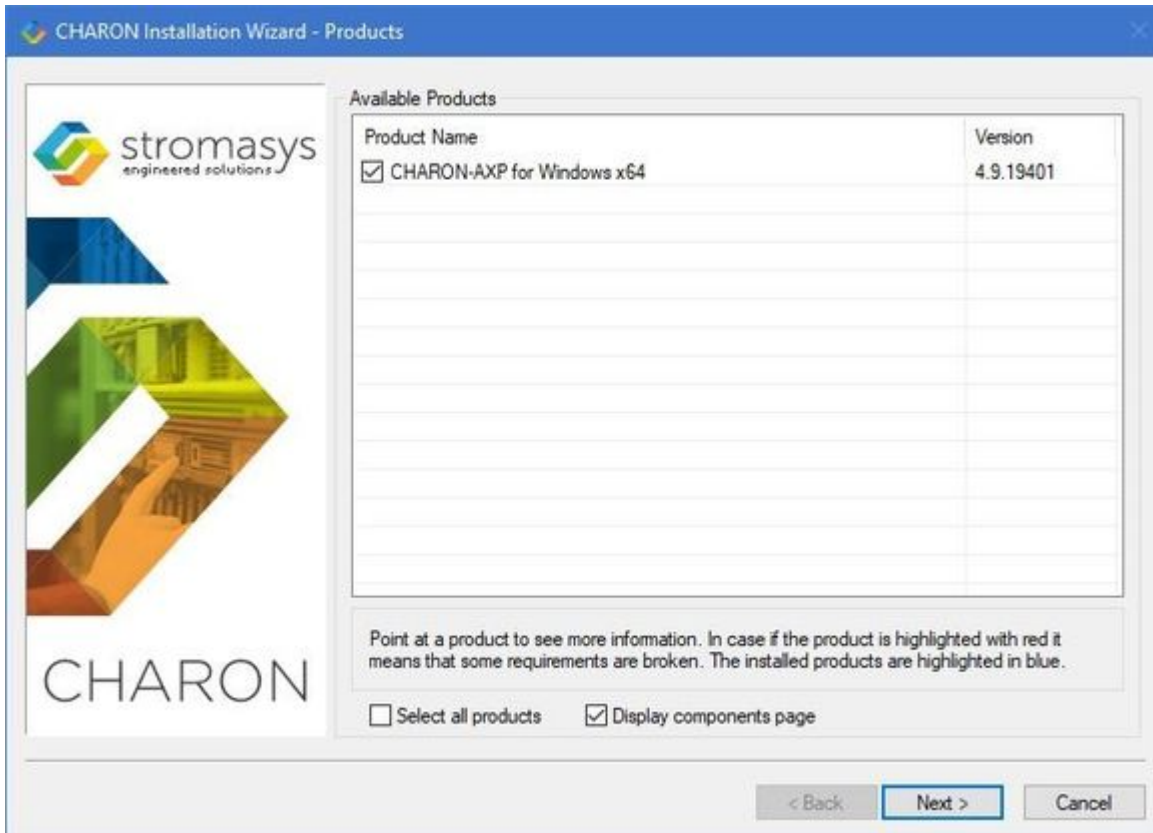 CHARON Installation Wizard - Products
stromasys
engineered solutions
CHARON
Available Products
Product Name Version
CHARON-AXP for Windows x64 4.9.19401
Point at a product to see more information. In case if the product is highlighted with red it
means that some requirements are broken. The installed products are highlighted in blue.
Select all products Display components page
< Back Next > Cancel